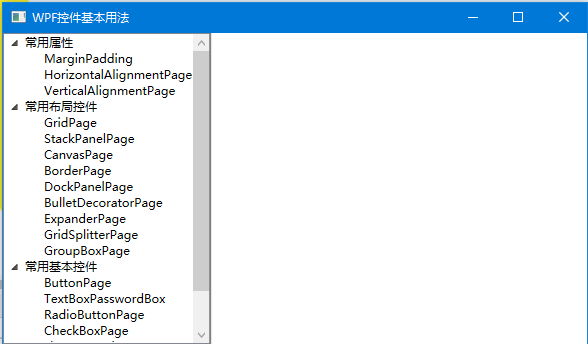 WPF控件基本用法
常用属性
MarginPadding
HorizontalAlignmentPage
VerticalAlignmentPage
常用布局控件
GridPage
StackPanelPage
CanvasPage
BorderPage
DockPanelPage
BulletDecoratorPage
ExpanderPage
GridSplitterPage
GroupBoxPage
常用基本控件
ButtonPage
TextBoxPasswordBox
RadioButtonPage
CheckBoxPage